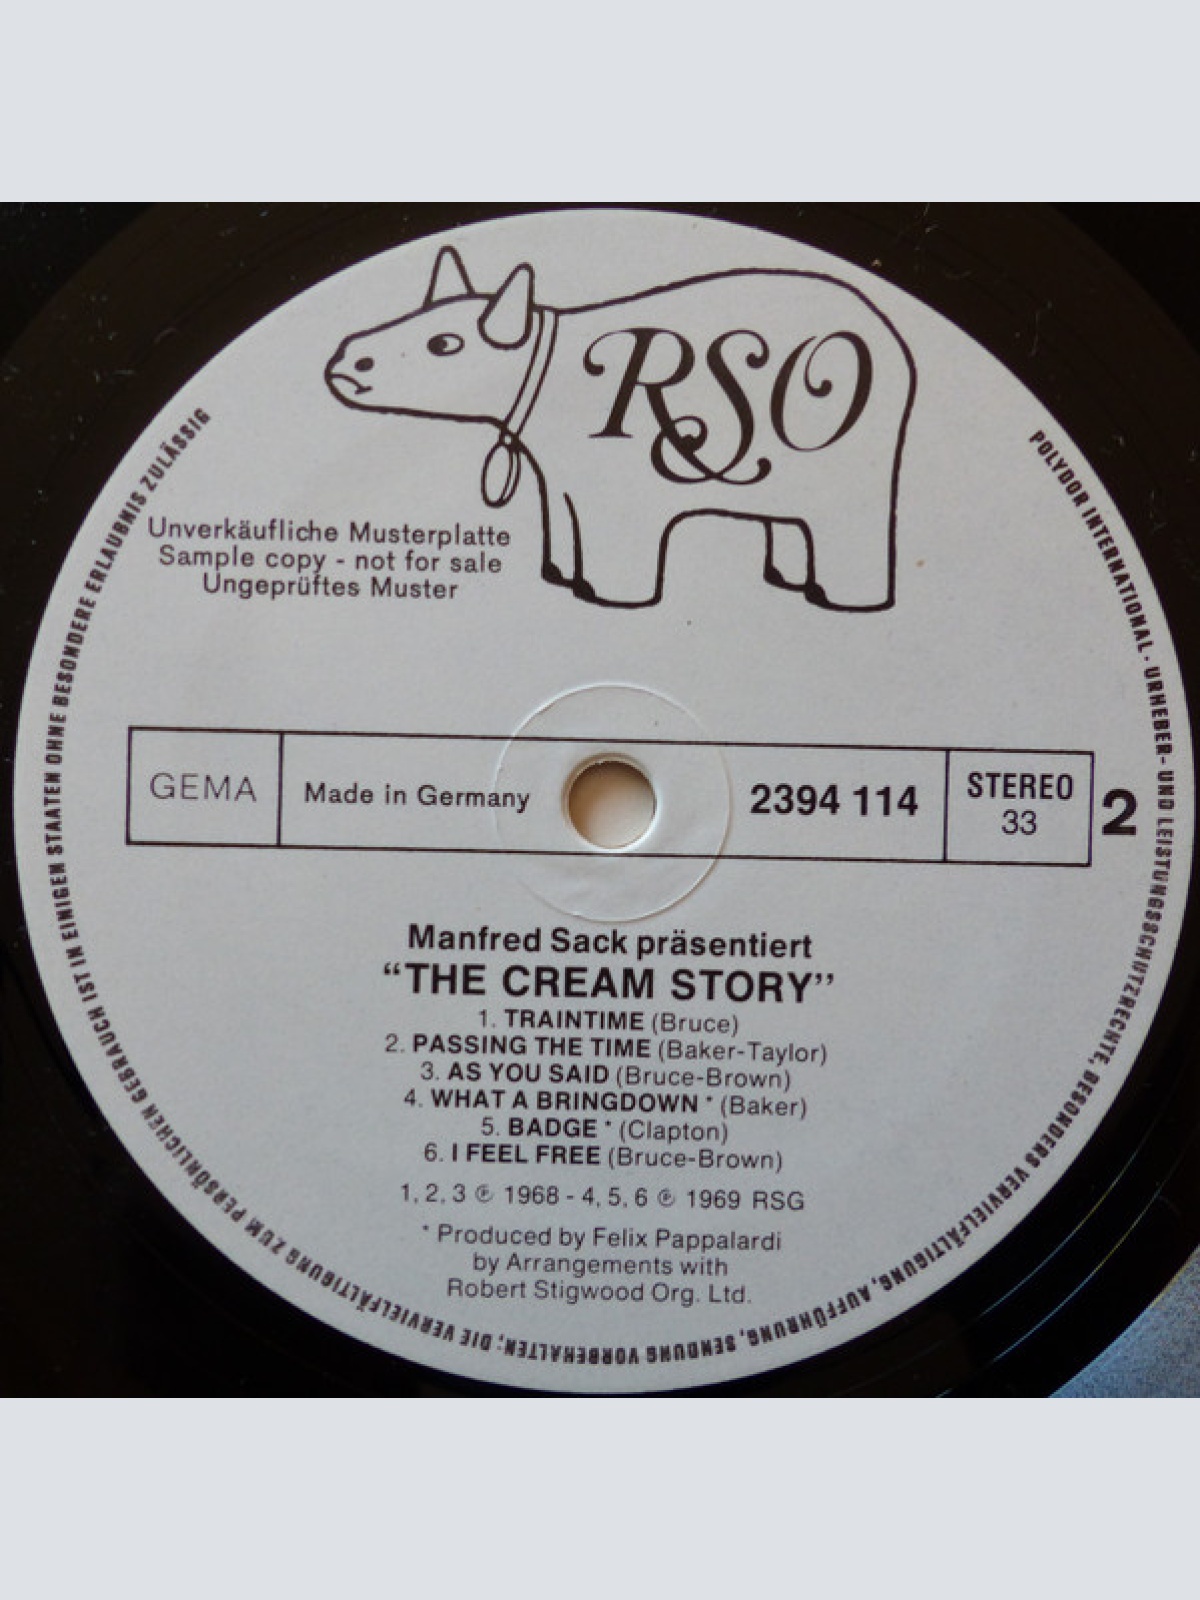 RSO
Unverkäufliche Musterplatte
Sample copy - not for sale
Ungeprüftes Muster
GEMA
Made in Germany
2394 114
STEREO
33
2
Manfred Sack präsentiert
“THE CREAM STORY”
1. TRAINTIME (Bruce)
2. PASSING THE TIME (Baker-Taylor)
3. AS YOU SAID (Bruce-Brown)
4. WHAT A BRINGDOWN * (Baker)
5. BADGE * (Clapton)
6. I FEEL FREE (Bruce-Brown)
1, 2, 3 ℗ 1968 - 4, 5, 6 ℗ 1969 RSG
* Produced by Felix Pappalardi
by Arrangements with
Robert Stigwood Org. Ltd.
POLYDOR INTERNATIONAL · URHEBER- UND LEISTUNGSSCHUTZRECHTE, BESONDERS VERVIELFÄLTIGUNG, AUFFÜHRUNG, SENDUNG VORBEHALTEN; DIE VERVIELFÄLTIGUNG ZUM PERSÖNLICHEN GEBRAUCH IST IN EINIGEN STAATEN OHNE BESONDERE ERLAUBNIS ZULÄSSIG